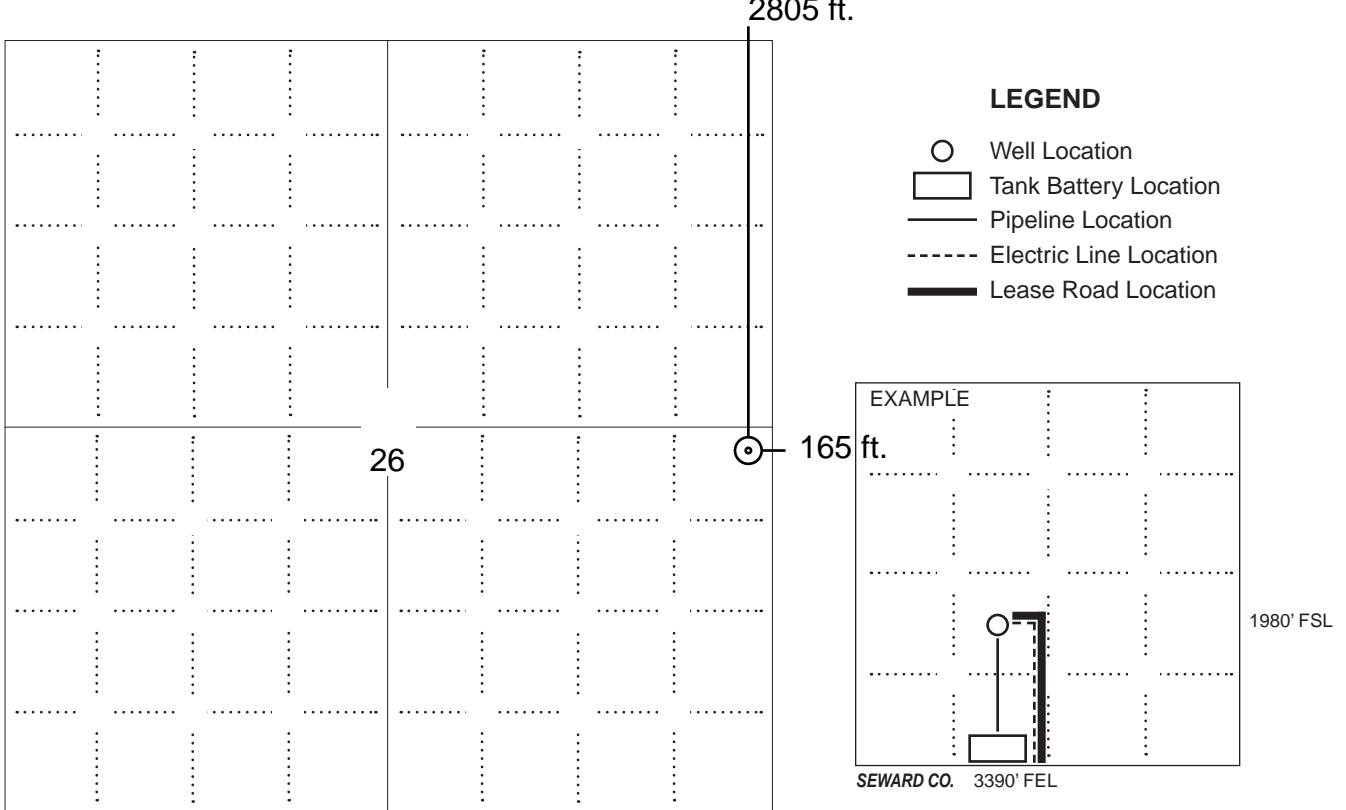 2805 ft.
LEGEND
Well Location
Tank Battery Location
Pipeline Location
Electric Line Location
Lease Road Location
EXAMPLE
165 ft.
26
1980' FSL
SEWARD CO. 3390' FEL